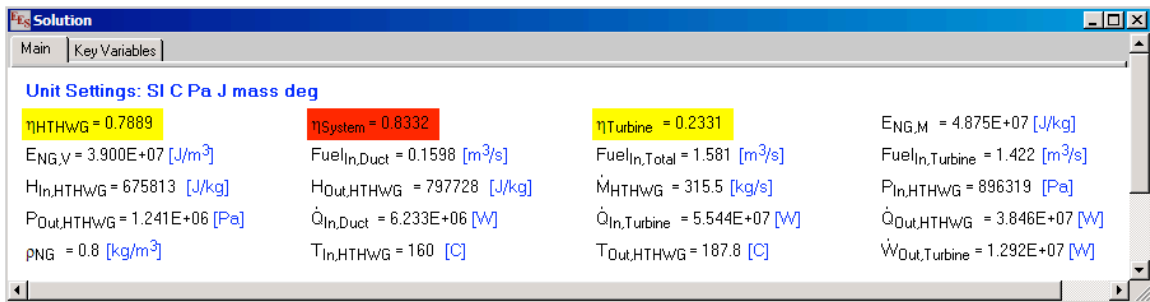 EES Solution
Main Key Variables
Unit Settings: SI C Pa J mass deg
ηHTHWG = 0.7889 ηSystem = 0.8332 ηTurbine = 0.2331 ENG,M = 4.875E+07 [J/kg]
ENG,V = 3.900E+07 [J/m³] FuelIn,Duct = 0.1598 [m³/s] FuelIn,Total = 1.581 [m³/s] FuelIn,Turbine = 1.422 [m³/s]
HIn,HTHWG = 675813 [J/kg] HOut,HTHWG = 797728 [J/kg] ṀHTHWG = 315.5 [kg/s] PIn,HTHWG = 896319 [Pa]
POut,HTHWG = 1.241E+06 [Pa] Q̇In,Duct = 6.233E+06 [W] Q̇In,Turbine = 5.544E+07 [W] Q̇Out,HTHWG = 3.846E+07 [W]
ρNG = 0.8 [kg/m³] TIn,HTHWG = 160 [C] TOut,HTHWG = 187.8 [C] ẆOut,Turbine = 1.292E+07 [W]